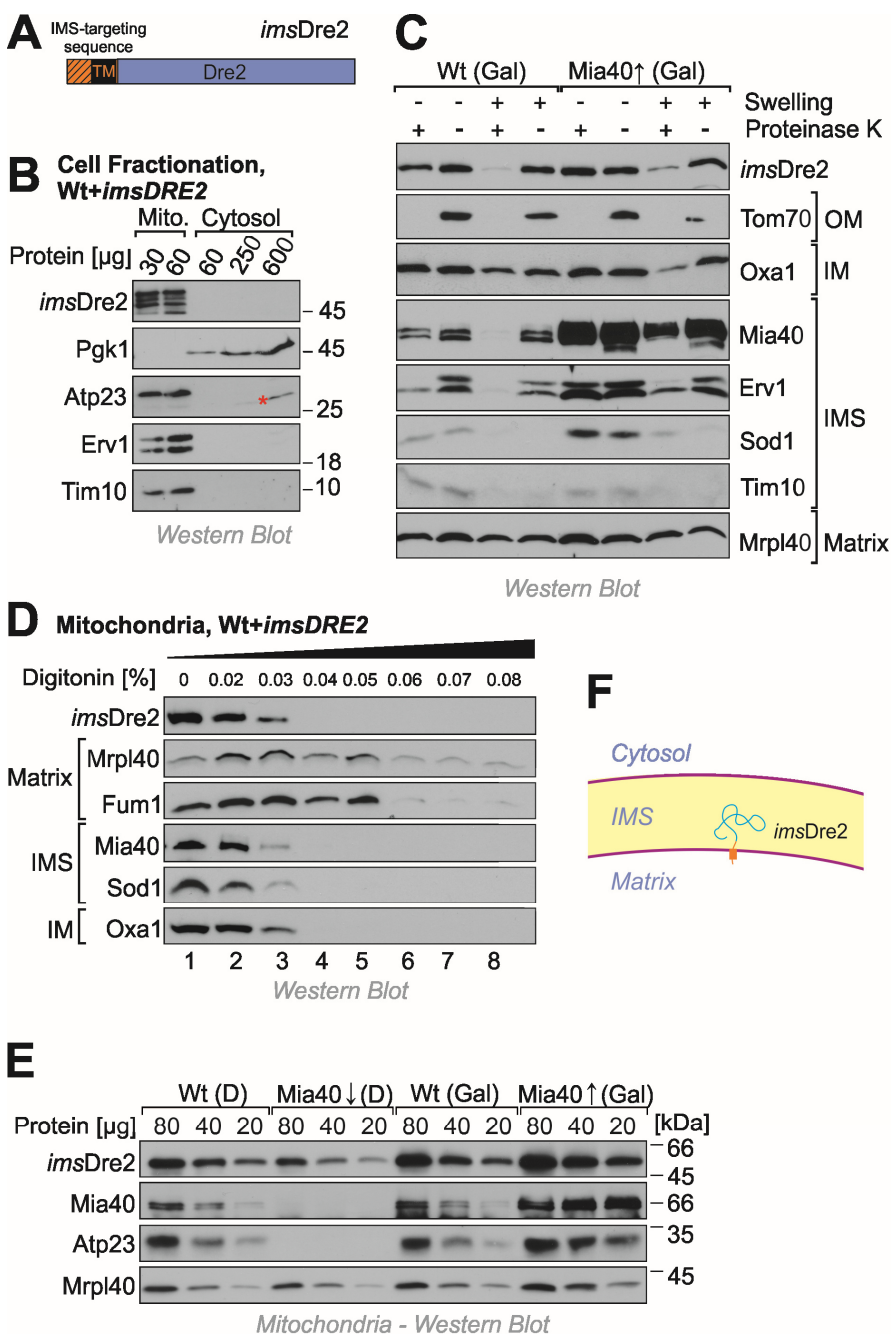 A
IMS-targeting
sequence
imsDre2
TM
Dre2
B
Cell Fractionation,
Wt+imsDRE2
Mito. Cytosol
Protein [µg] 30 60 60 250 600
imsDre2
45
Pgk1
45
Atp23
*
25
Erv1
18
Tim10
10
Western Blot
C
Wt (Gal) Mia40↑ (Gal)
- - + + - - + + Swelling
+ - + - + - + - Proteinase K
imsDre2
Tom70 OM
Oxa1 IM
Mia40
Erv1
IMS
Sod1
Tim10
Mrpl40 Matrix
Western Blot
D
Mitochondria, Wt+imsDRE2
Digitonin [%] 0 0.02 0.03 0.04 0.05 0.06 0.07 0.08
imsDre2
Matrix
Mrpl40
Fum1
IMS
Mia40
Sod1
IM Oxa1
1 2 3 4 5 6 7 8
Western Blot
F
Cytosol
IMS
imsDre2
Matrix
E
Wt (D) Mia40↓(D) Wt (Gal) Mia40↑(Gal)
Protein [µg] 80 40 20 80 40 20 80 40 20 80 40 20 [kDa]
imsDre2
66
45
Mia40
66
Atp23
35
Mrpl40
45
Mitochondria - Western Blot